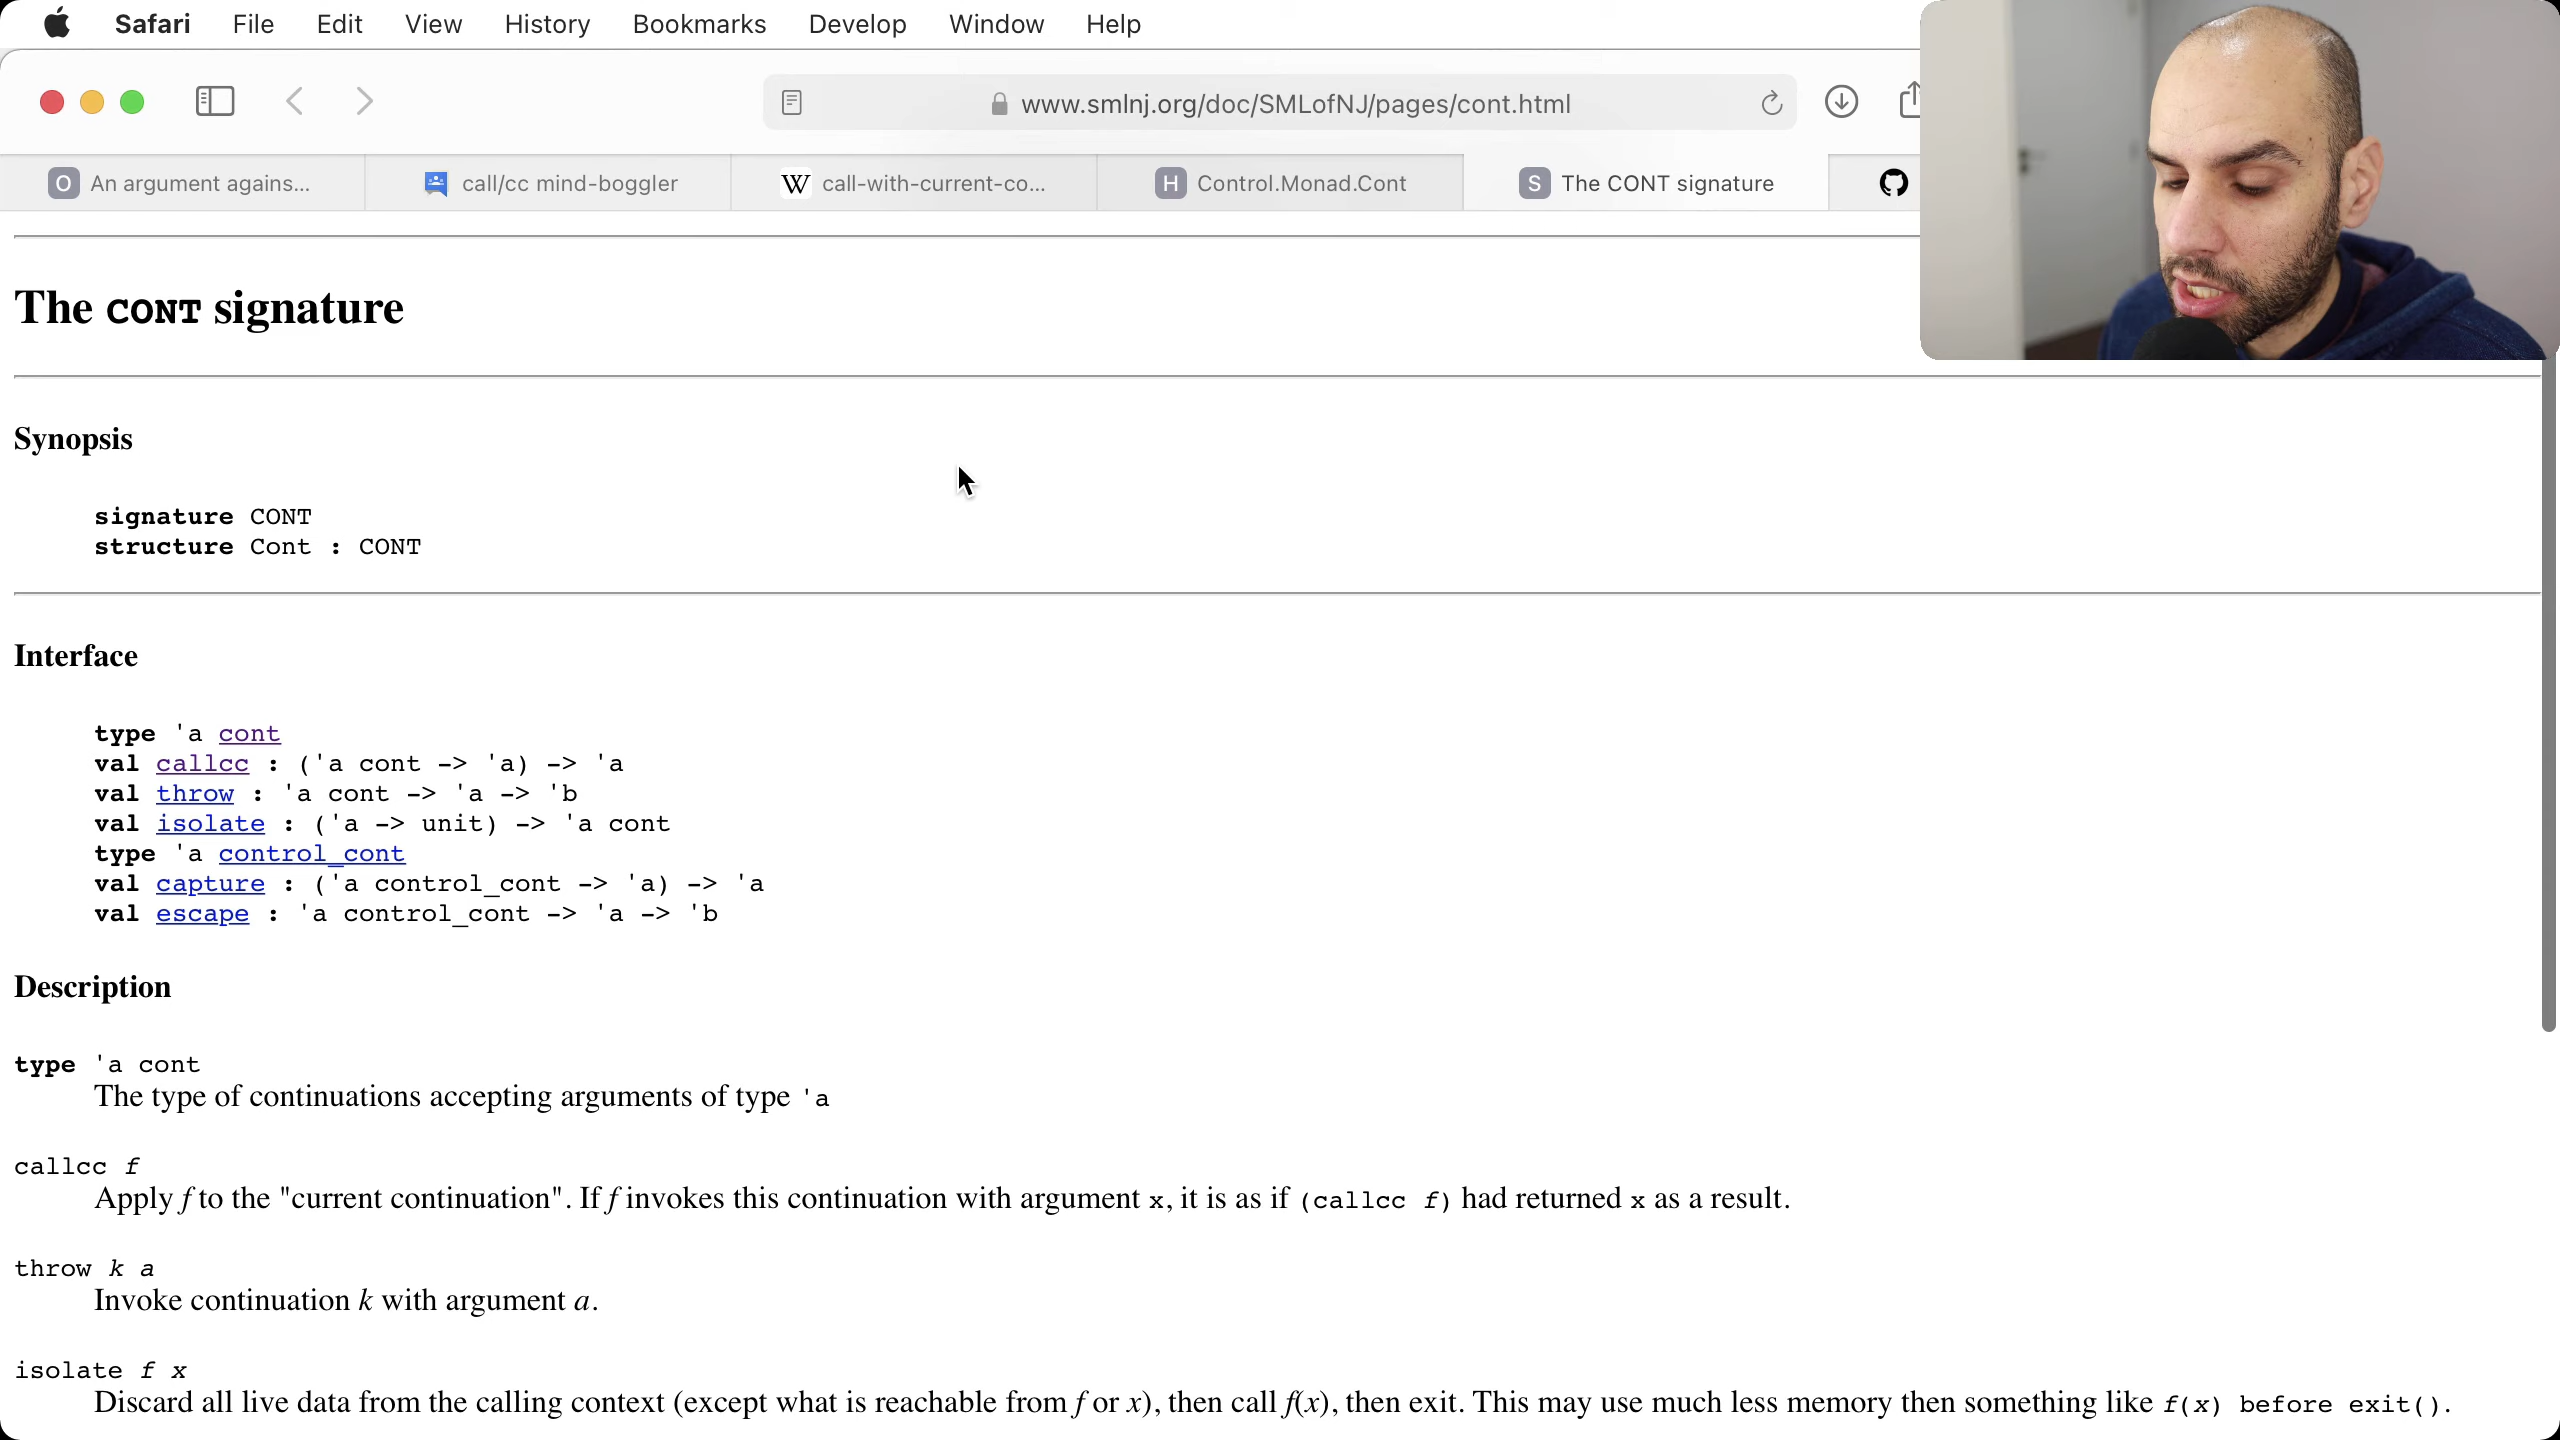 Safari File Edit View History Bookmarks Develop Window Help
www.smlnj.org/doc/SMLofNJ/pages/cont.html
O An argument agains... call/cc mind-boggler W call-with-current-co... H Control.Monad.Cont S The CONT signature
The CONT signature
Synopsis
signature CONT
structure Cont : CONT
Interface
type 'a cont
val callcc : ('a cont -> 'a) -> 'a
val throw : 'a cont -> 'a -> 'b
val isolate : ('a -> unit) -> 'a cont
type 'a control_cont
val capture : ('a control_cont -> 'a) -> 'a
val escape : 'a control_cont -> 'a -> 'b
Description
type 'a cont
The type of continuations accepting arguments of type 'a
callcc f
Apply f to the "current continuation". If f invokes this continuation with argument x, it is as if (callcc f) had returned x as a result.
throw k a
Invoke continuation k with argument a.
isolate f x
Discard all live data from the calling context (except what is reachable from f or x), then call f(x), then exit. This may use much less memory then something like f(x) before exit().